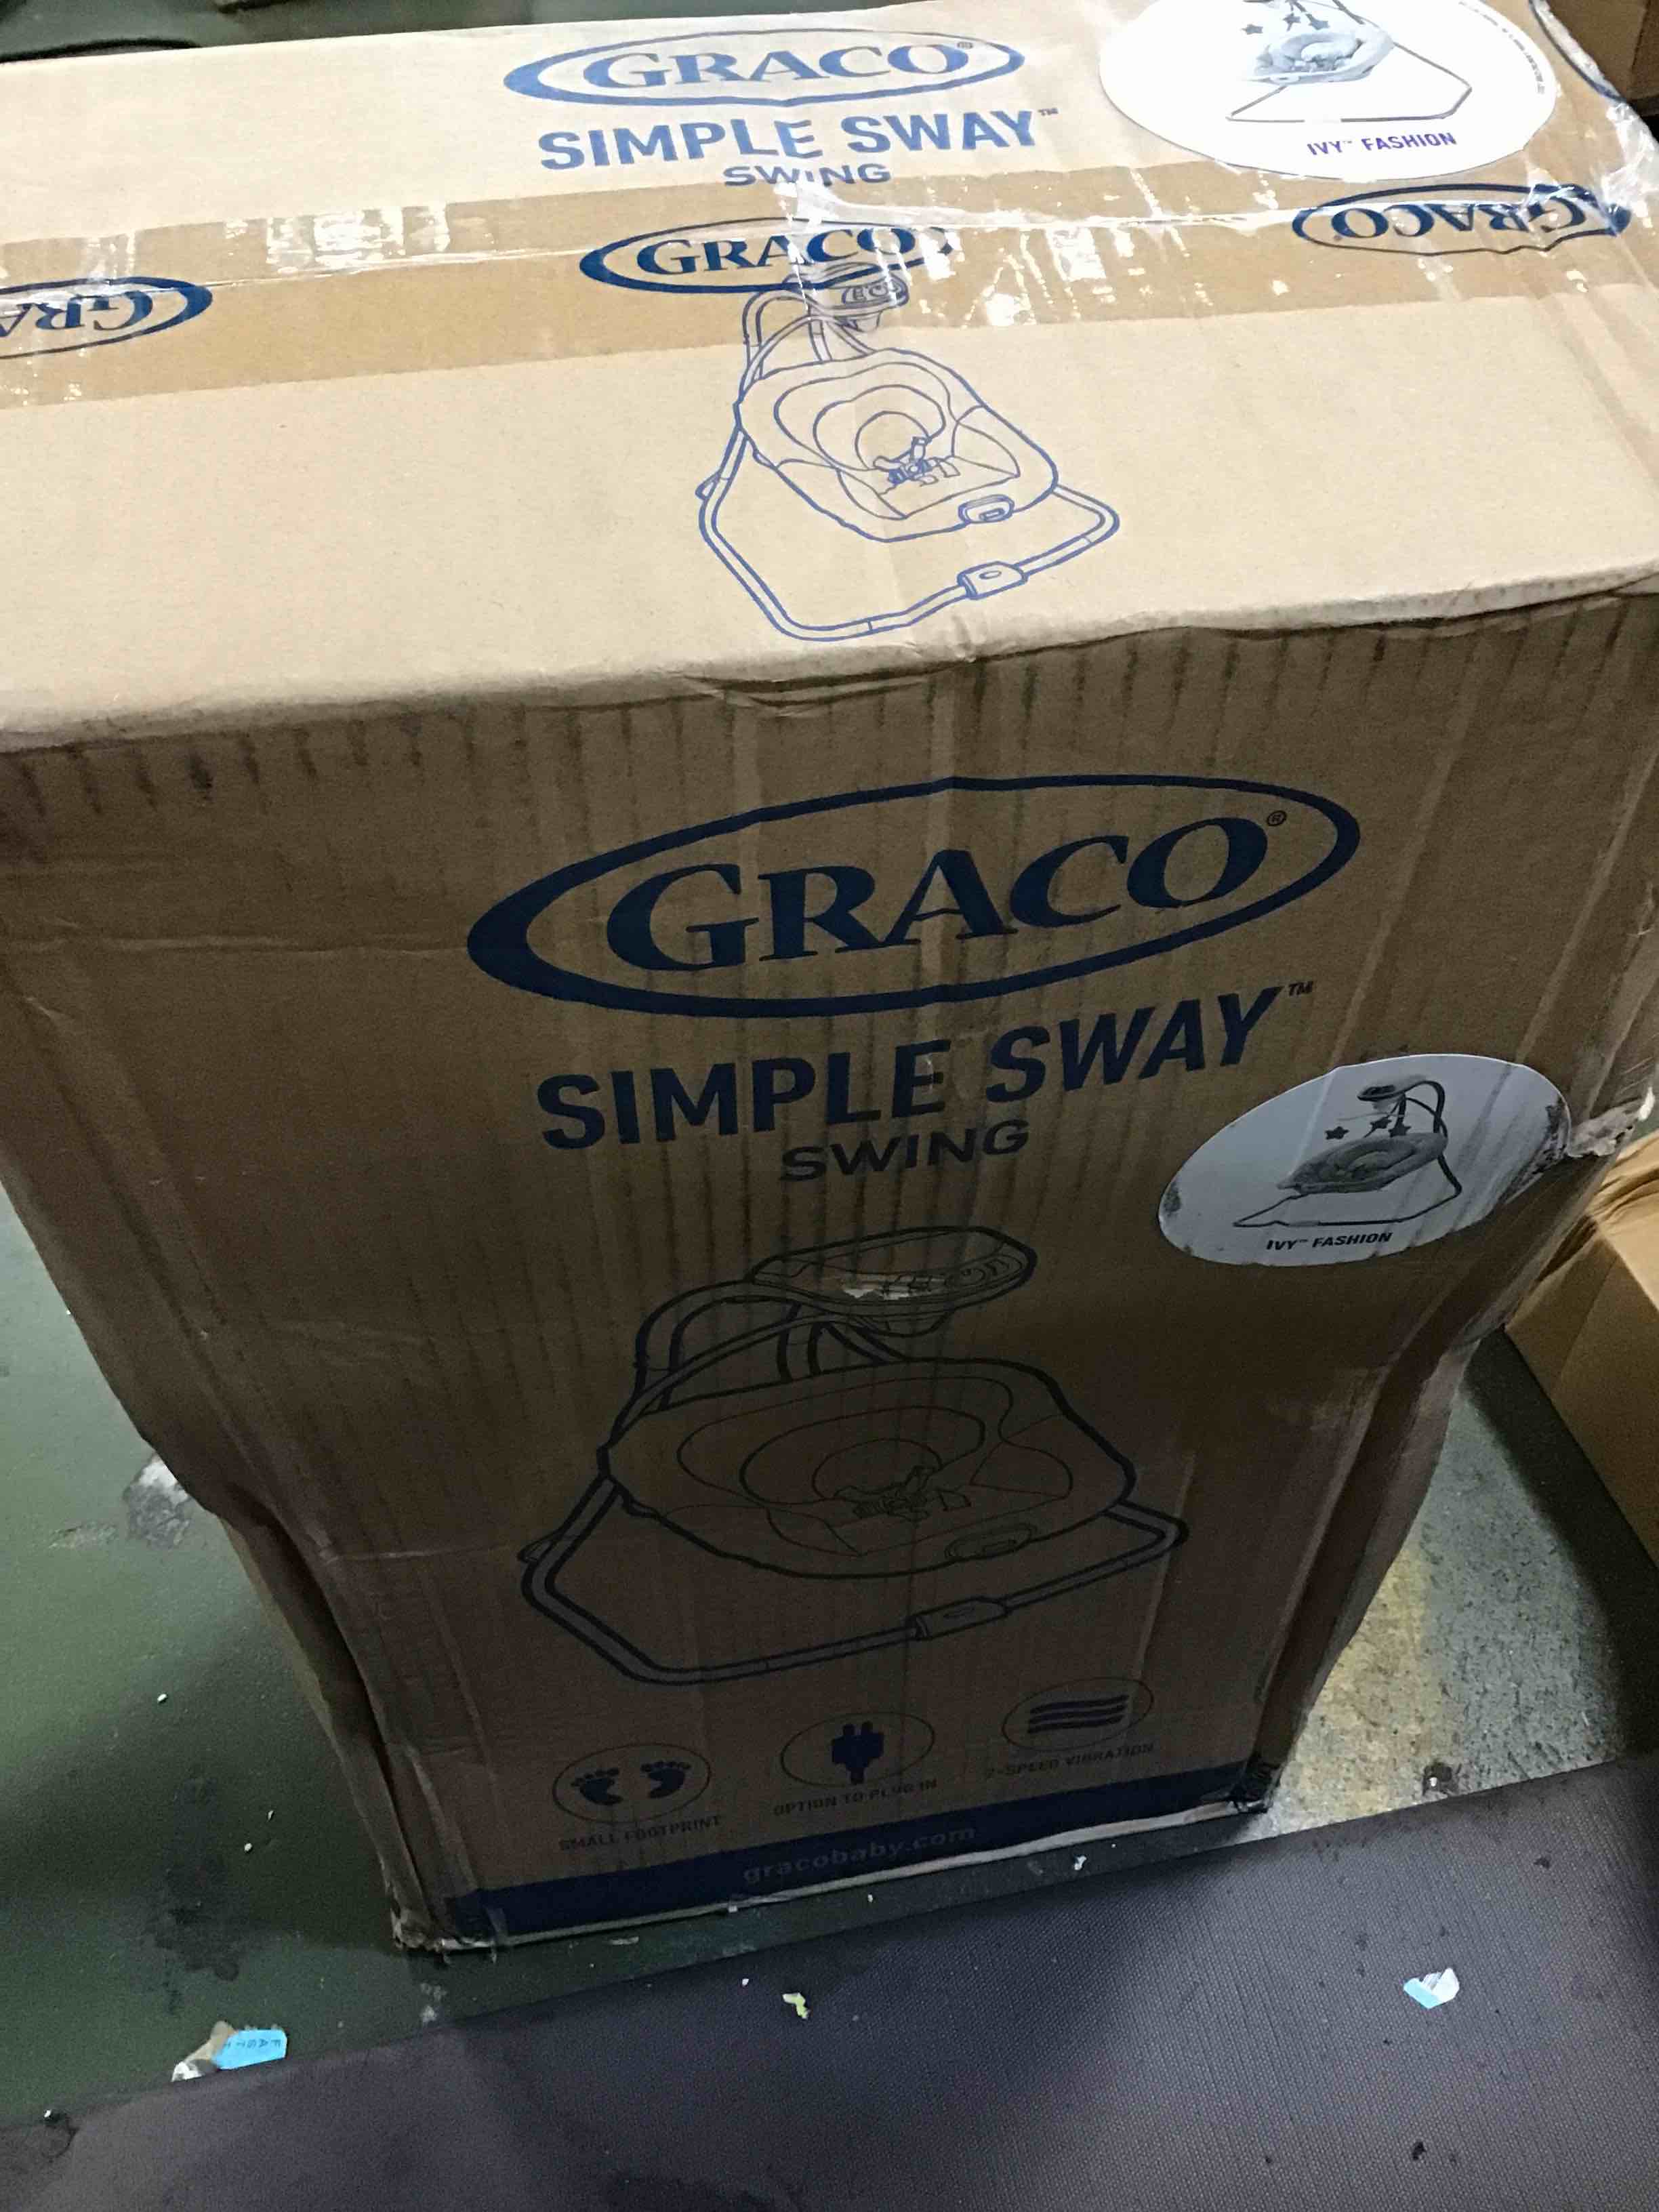 GRACO®
SIMPLE SWAY™
SWING
IVY™ FASHION
GRACO
GRACO
GRA
GRACO®
SIMPLE SWAY™
SWING
IVY™ FASHION
SMALL FOOTPRINT
OPTION TO PLUG IN
2-SPEED VIBRATION
gracobaby.com